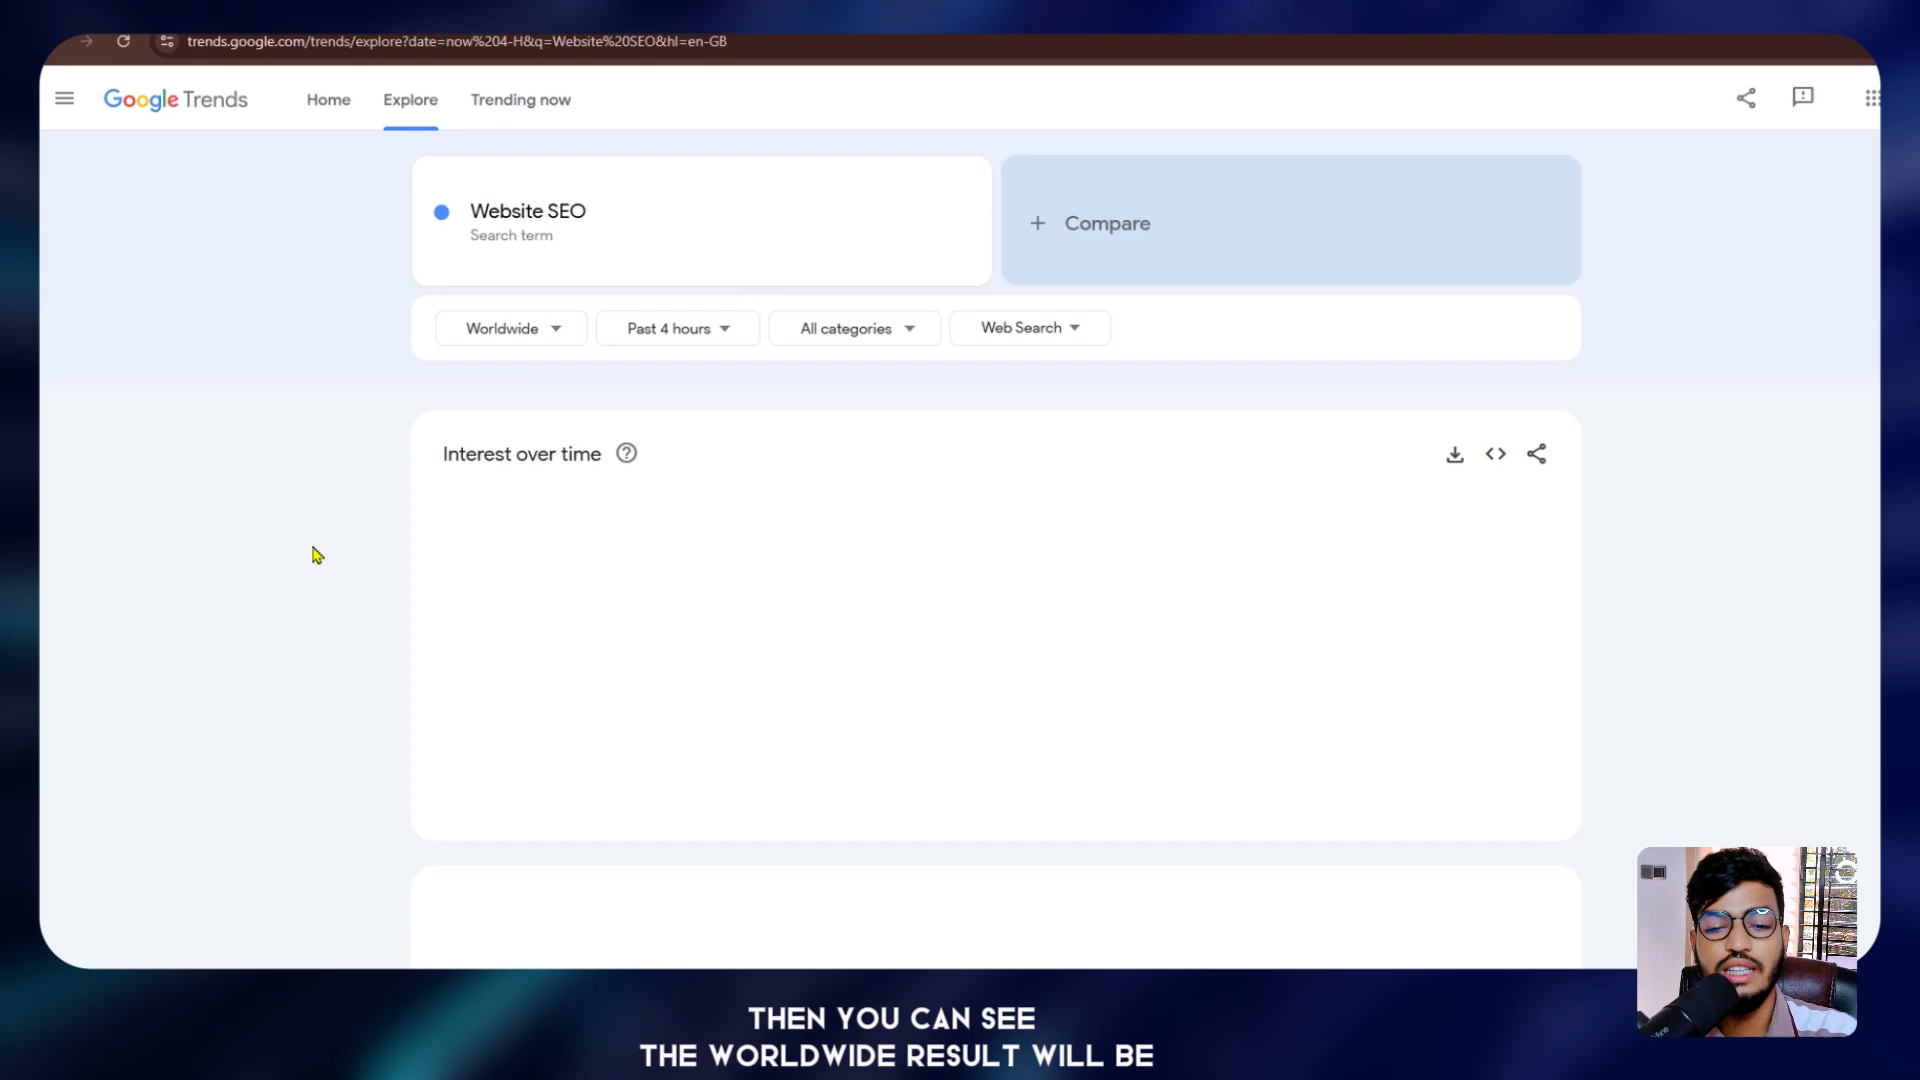 trends.google.com/trends/explore?date=now%204-H&q=Website%20SEO&hl=en-GB
Google Trends
Home
Explore
Trending now
Website SEO
Search term
+ Compare
Worldwide
Past 4 hours
All categories
Web Search
Interest over time
THEN YOU CAN SEE
THE WORLDWIDE RESULT WILL BE